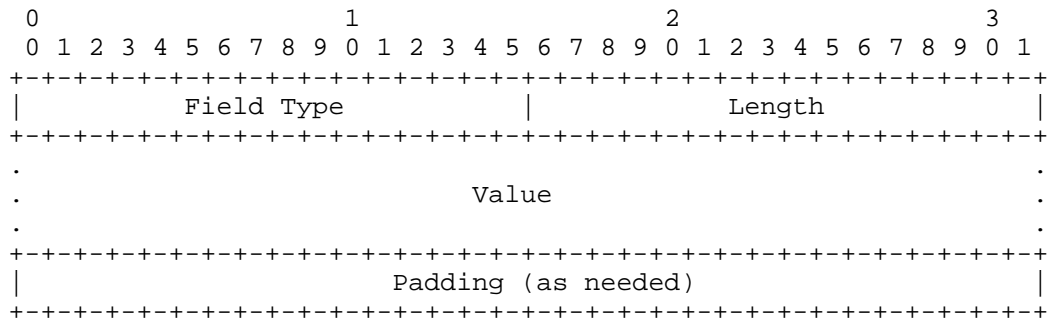 0                   1                   2                   3
 0 1 2 3 4 5 6 7 8 9 0 1 2 3 4 5 6 7 8 9 0 1 2 3 4 5 6 7 8 9 0 1
+-+-+-+-+-+-+-+-+-+-+-+-+-+-+-+-+-+-+-+-+-+-+-+-+-+-+-+-+-+-+-+-+
|          Field Type           |            Length             |
+-+-+-+-+-+-+-+-+-+-+-+-+-+-+-+-+-+-+-+-+-+-+-+-+-+-+-+-+-+-+-+-+
.                                                               .
.                            Value                              .
.                                                               .
+-+-+-+-+-+-+-+-+-+-+-+-+-+-+-+-+-+-+-+-+-+-+-+-+-+-+-+-+-+-+-+-+
|                       Padding (as needed)                     |
+-+-+-+-+-+-+-+-+-+-+-+-+-+-+-+-+-+-+-+-+-+-+-+-+-+-+-+-+-+-+-+-+